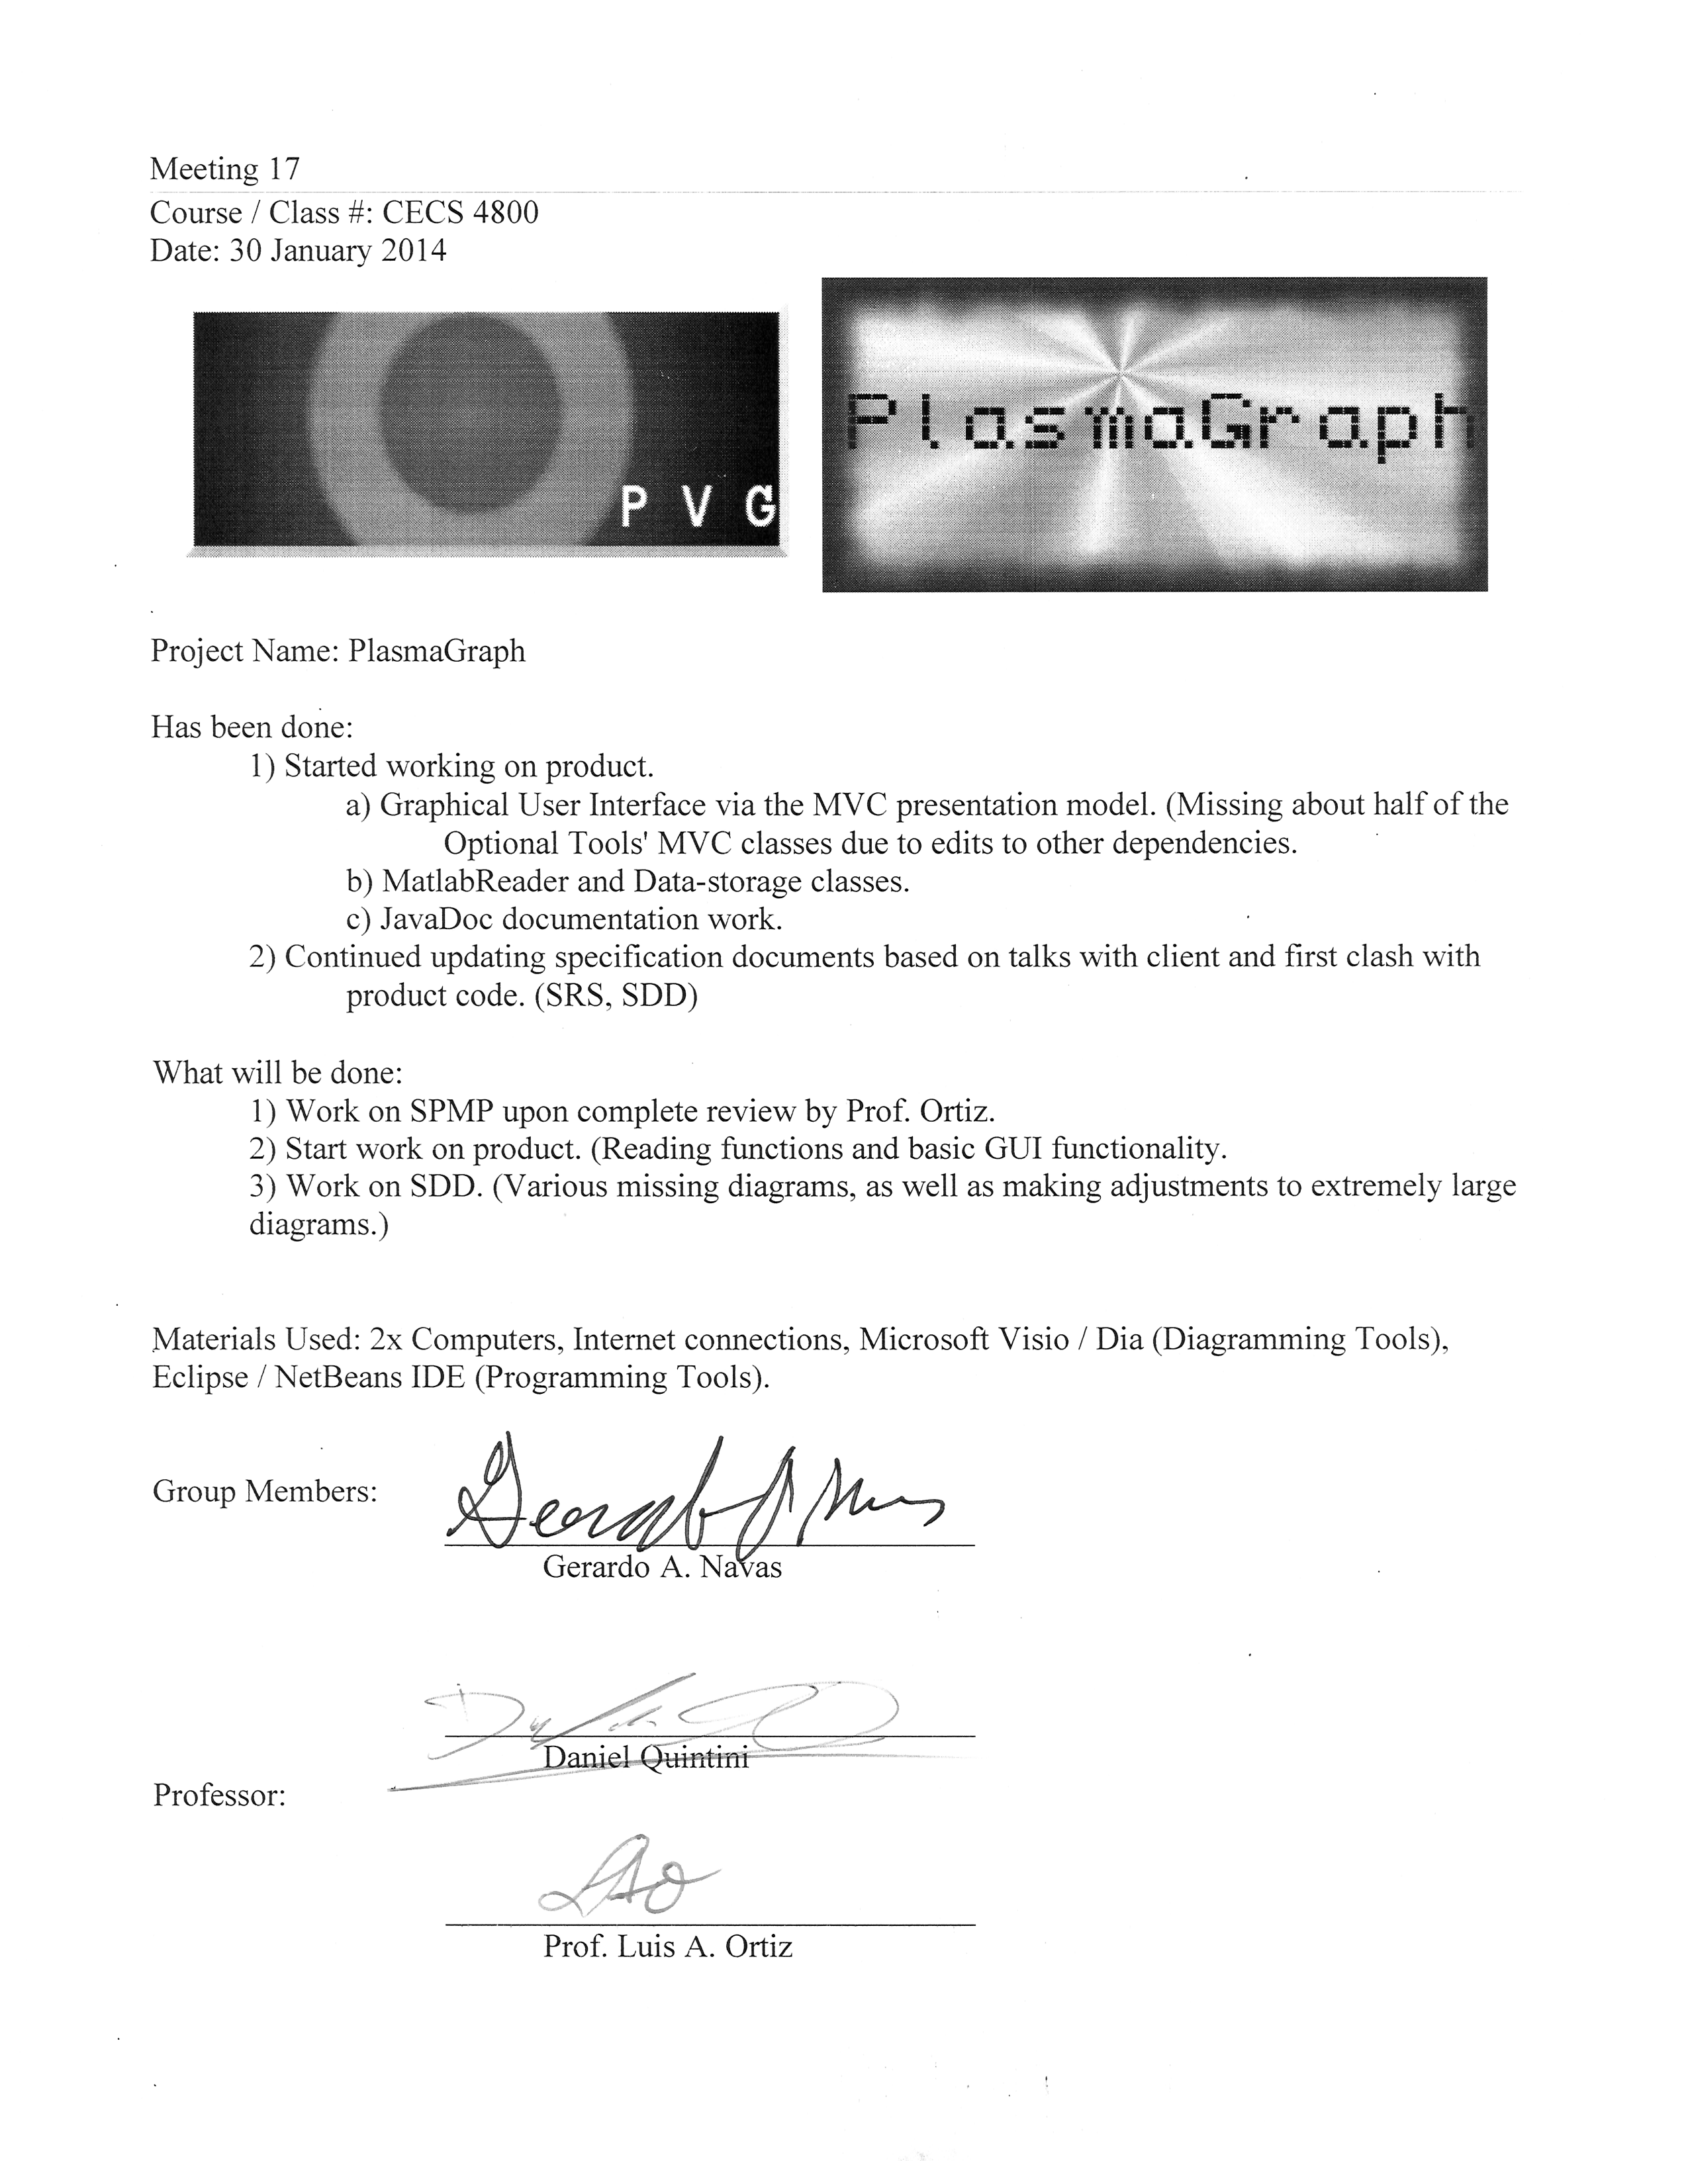 Meeting 17
Course / Class #: CECS 4800
Date: 30 January 2014
P V G
PlasmaGraph
Project Name: PlasmaGraph
Has been done:
1) Started working on product.
a) Graphical User Interface via the MVC presentation model. (Missing about half of the
Optional Tools' MVC classes due to edits to other dependencies.
b) MatlabReader and Data-storage classes.
c) JavaDoc documentation work.
2) Continued updating specification documents based on talks with client and first clash with
product code. (SRS, SDD)
What will be done:
1) Work on SPMP upon complete review by Prof. Ortiz.
2) Start work on product. (Reading functions and basic GUI functionality.
3) Work on SDD. (Various missing diagrams, as well as making adjustments to extremely large
diagrams.)
Materials Used: 2x Computers, Internet connections, Microsoft Visio / Dia (Diagramming Tools),
Eclipse / NetBeans IDE (Programming Tools).
Group Members:
Gerardo A. Navas
Daniel Quintini
Professor:
LAO
Prof. Luis A. Ortiz